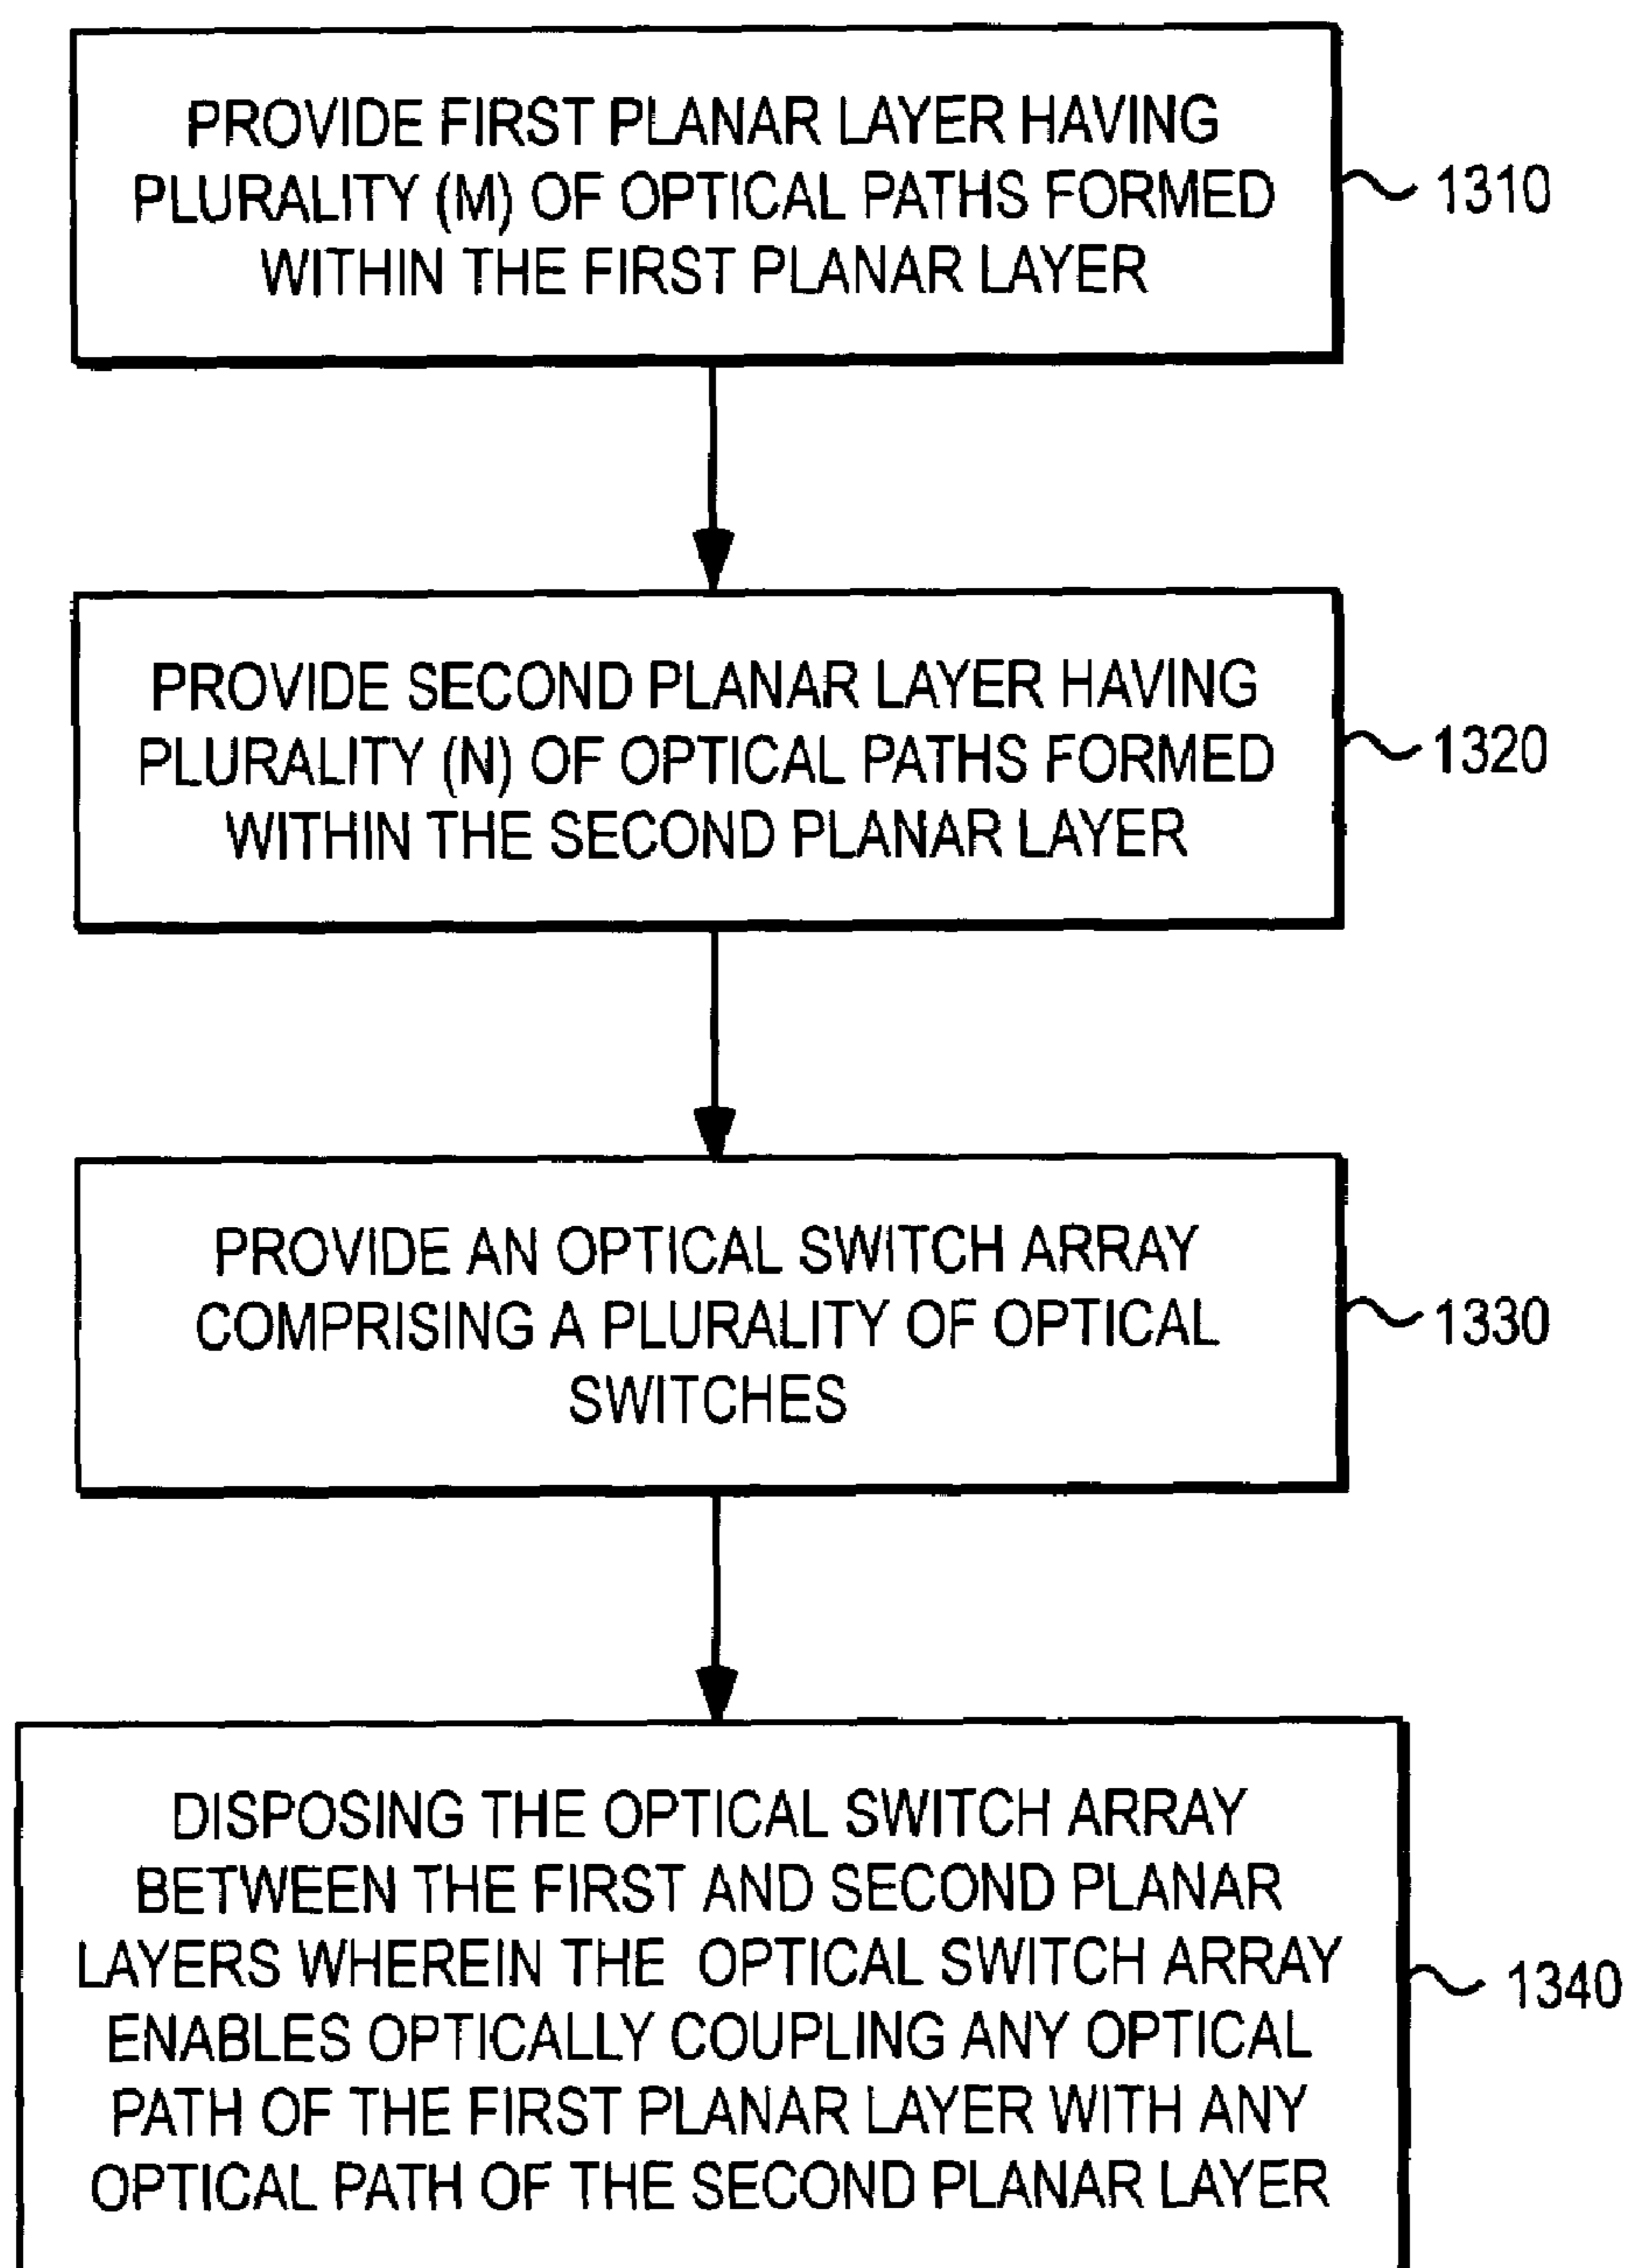 PROVIDE FIRST PLANAR LAYER HAVING
PLURALITY (M) OF OPTICAL PATHS FORMED
WITHIN THE FIRST PLANAR LAYER
1310
PROVIDE SECOND PLANAR LAYER HAVING
PLURALITY (N) OF OPTICAL PATHS FORMED
WITHIN THE SECOND PLANAR LAYER
1320
PROVIDE AN OPTICAL SWITCH ARRAY
COMPRISING A PLURALITY OF OPTICAL
SWITCHES
1330
DISPOSING THE OPTICAL SWITCH ARRAY
BETWEEN THE FIRST AND SECOND PLANAR
LAYERS WHEREIN THE OPTICAL SWITCH ARRAY
ENABLES OPTICALLY COUPLING ANY OPTICAL
PATH OF THE FIRST PLANAR LAYER WITH ANY
OPTICAL PATH OF THE SECOND PLANAR LAYER
1340